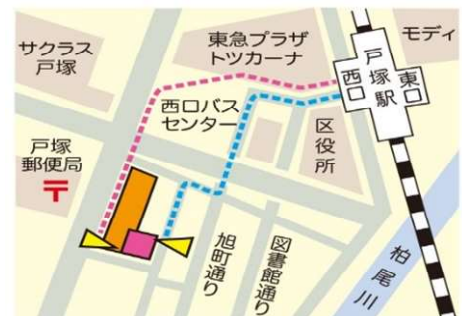 サクラス
戸塚
東急プラザ
トツカーナ
モディ
戸塚駅
西口
東口
西口バス
センター
区役所
戸塚
郵便局
〒
旭町通り
図書館通り
柏尾川